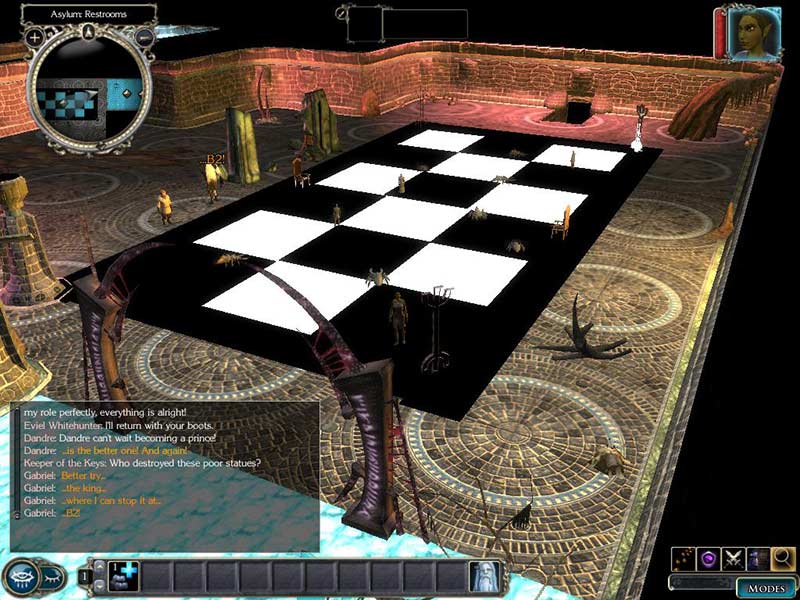 Asylum: Restrooms
...B2!
my role perfectly, everything is alright!
Eviel Whitehunter: I'll return with your boots.
Dandre: Dandre can't wait becoming a prince!
Dandre: ...is the better one! And again!
Keeper of the Keys: Who destroyed these poor statues?
Gabriel: Better try...
Gabriel: ...the king...
Gabriel: ...where I can stop it at...
Gabriel: ...B2!
1
MODES